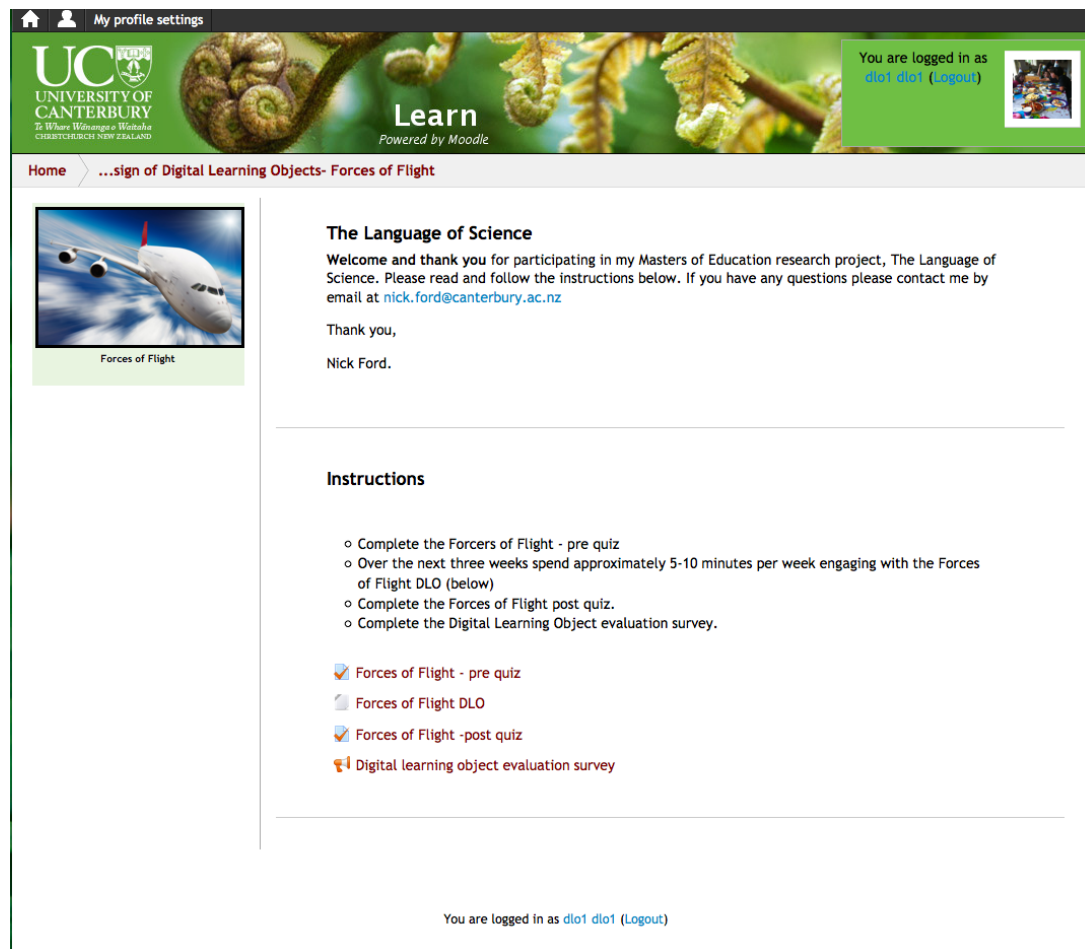 My profile settings
UC
UNIVERSITY OF
CANTERBURY
Te Whare Wānanga o Waitaha
CHRISTCHURCH NEW ZEALAND
Learn
Powered by Moodle
You are logged in as
dlo1 dlo1 (Logout)
Home ...sign of Digital Learning Objects- Forces of Flight
Forces of Flight
The Language of Science
Welcome and thank you for participating in my Masters of Education research project, The Language of
Science. Please read and follow the instructions below. If you have any questions please contact me by
email at nick.ford@canterbury.ac.nz
Thank you,
Nick Ford.
Instructions
Complete the Forcers of Flight - pre quiz
Over the next three weeks spend approximately 5-10 minutes per week engaging with the Forces
of Flight DLO (below)
Complete the Forces of Flight post quiz.
Complete the Digital Learning Object evaluation survey.
Forces of Flight - pre quiz
Forces of Flight DLO
Forces of Flight -post quiz
Digital learning object evaluation survey
You are logged in as dlo1 dlo1 (Logout)